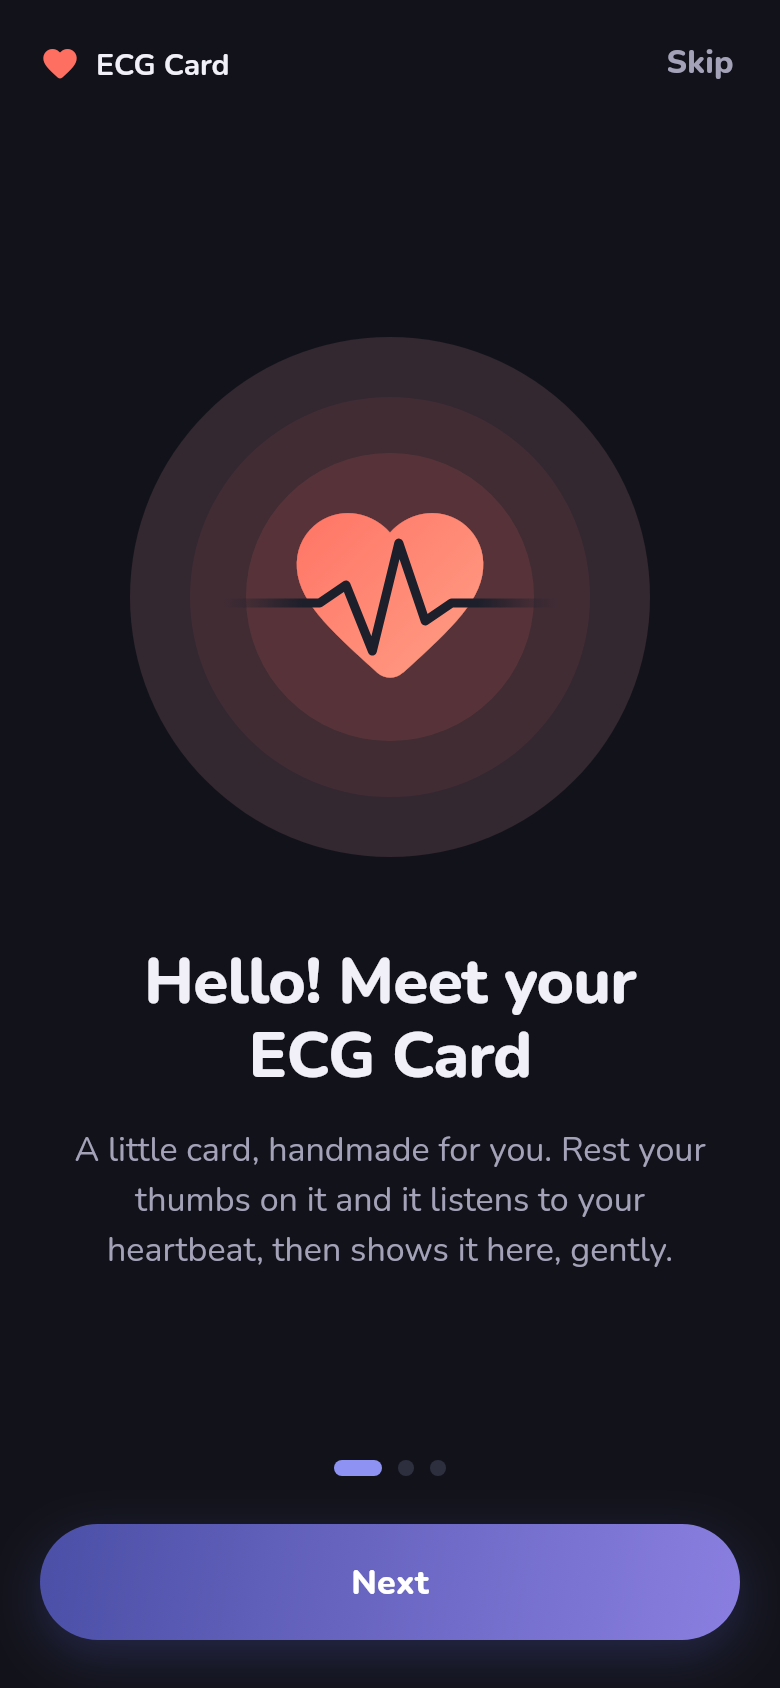 ECG Card
Skip
Hello! Meet your
ECG Card
A little card, handmade for you. Rest your
thumbs on it and it listens to your
heartbeat, then shows it here, gently.
Next